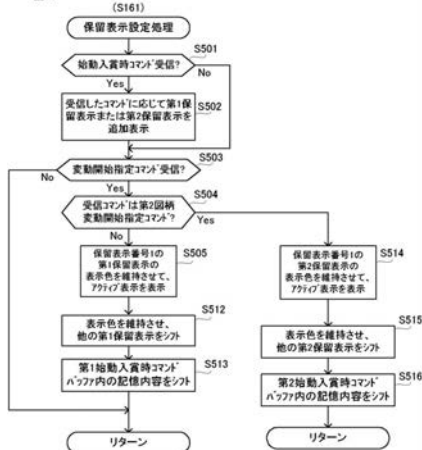 (S161)
保留表示設定処理
S501
始動入賞時コマンド受信?
No
Yes
S502
受信したコマンドに応じて第1保
留表示または第2保留表示を
追加表示
S503
変動開始指定コマンド受信?
No
Yes
S504
受信コマンドは第2図柄
変動開始指定コマンド?
Yes
No
S505
保留表示番号1の
第1保留表示の
表示色を維持させて、
アクティブ表示を表示
S512
表示色を維持させ、
他の第1保留表示をシフト
S513
第1始動入賞時コマンド
バッファ内の記憶内容をシフト
リターン
S514
保留表示番号1の
第2保留表示の
表示色を維持させて、
アクティブ表示を表示
S515
表示色を維持させ、
他の第2保留表示をシフト
S516
第2始動入賞時コマンド
バッファ内の記憶内容をシフト
リターン